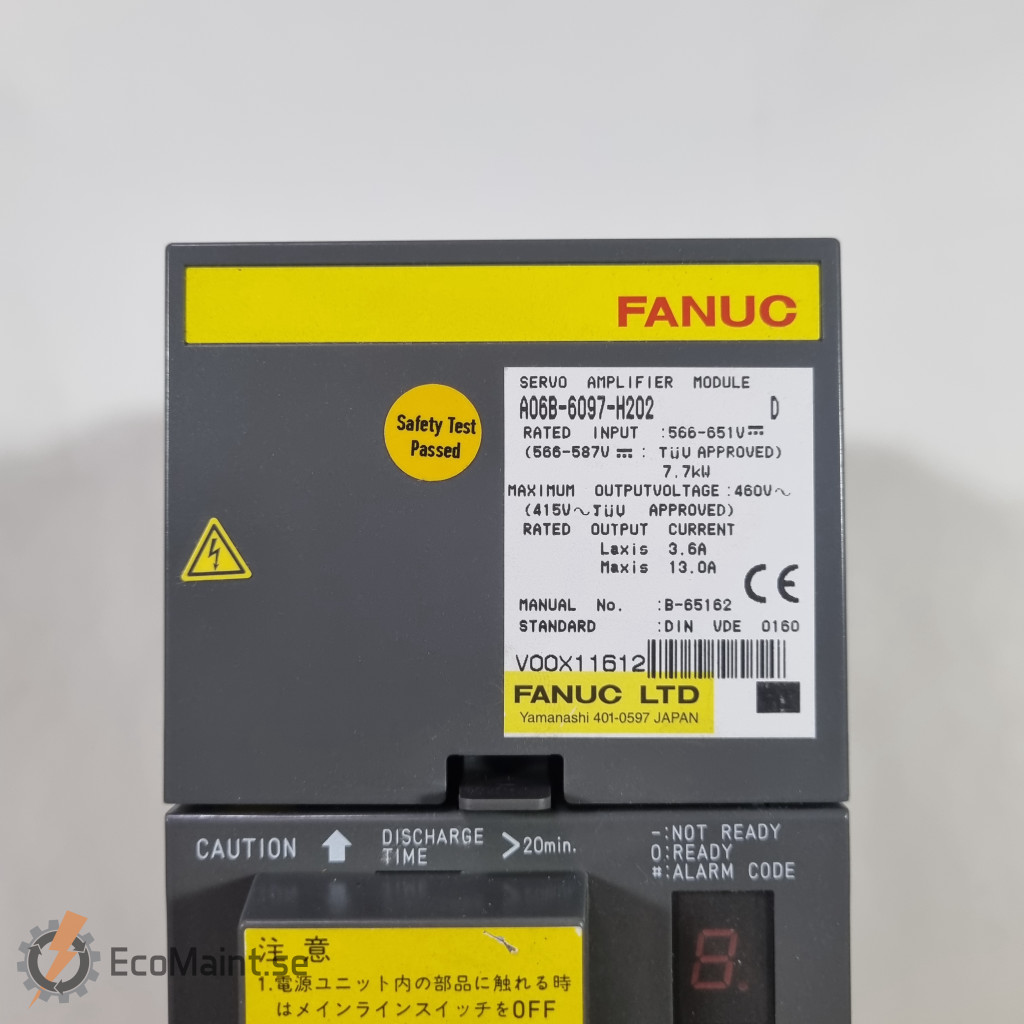 FANUC
Safety Test
Passed
SERVO AMPLIFIER MODULE
A06B-6097-H202 D
RATED INPUT :566-651V⎓
(566-587V ⎓ : TüV APPROVED)
7.7kW
MAXIMUM OUTPUTVOLTAGE :460V~
(415V~TüV APPROVED)
RATED OUTPUT CURRENT
Laxis 3.6A
Maxis 13.0A
CE
MANUAL No. :B-65162
STANDARD :DIN VDE 0160
V00X11612
FANUC LTD
Yamanashi 401-0597 JAPAN
CAUTION ⬆ DISCHARGE TIME >20min.
-:NOT READY
0:READY
#:ALARM CODE
8.
注意
1.電源ユニット内の部品に触れる時
はメインラインスイッチをOFF
EcoMaint.se